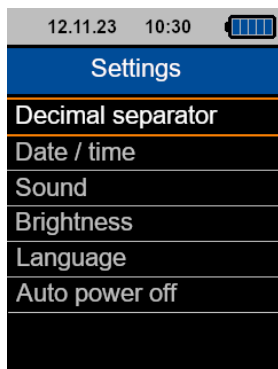 12.11.23 10:30
Settings
Decimal separator
Date / time
Sound
Brightness
Language
Auto power off